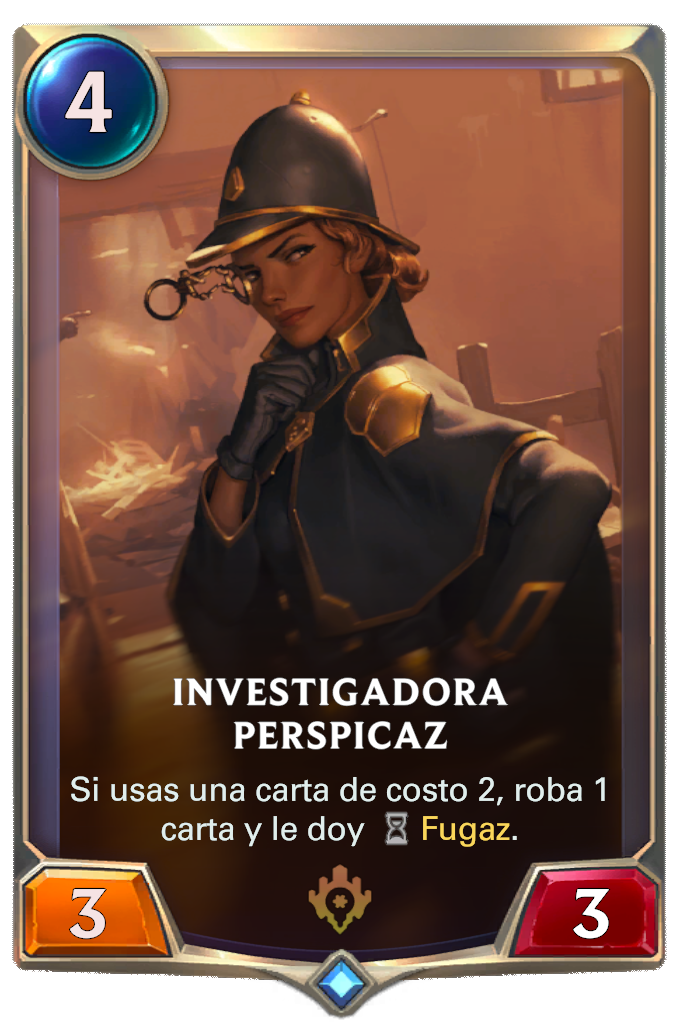 4
INVESTIGADORA
PERSPICAZ
Si usas una carta de costo 2, roba 1
carta y le doy Fugaz.
3
3